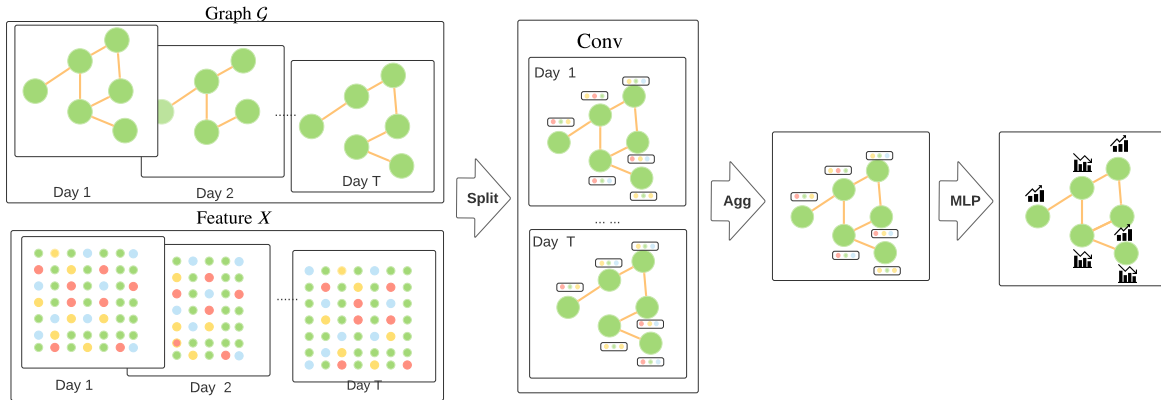 Graph 𝒢
Day 1
Day 2
......
Day T
Feature X
Day 1
Day 2
......
Day T
Split
Conv
Day 1
... ...
Day T
Agg
MLP